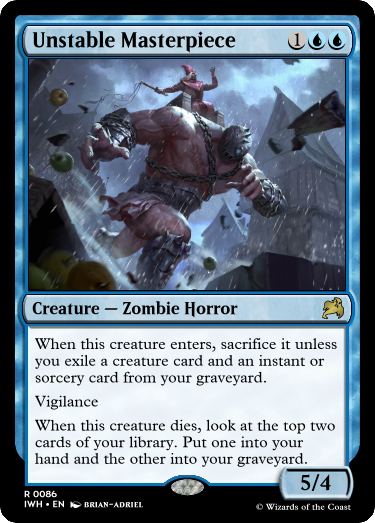 Unstable Masterpiece 1
Creature — Zombie Horror
When this creature enters, sacrifice it unless
you exile a creature card and an instant or
sorcery card from your graveyard.
Vigilance
When this creature dies, look at the top two
cards of your library. Put one into your
hand and the other into your graveyard.
5/4
R 0086
IWH • EN BRIAN-ADRIEL
© Wizards of the Coast